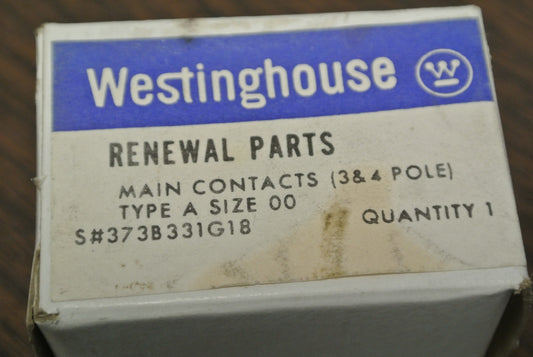 Westinghouse W
RENEWAL PARTS
MAIN CONTACTS (3&4 POLE)
TYPE A SIZE 00
S#373B331G18 QUANTITY 1